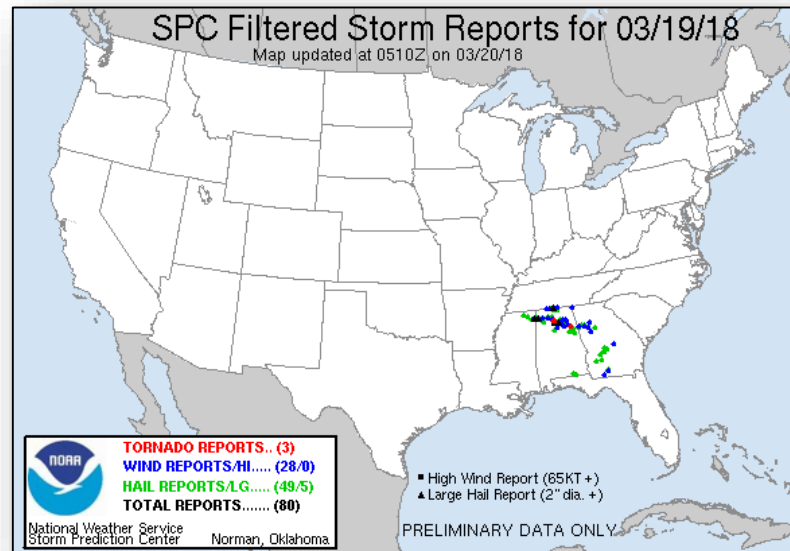 SPC Filtered Storm Reports for 03/19/18
Map updated at 0510Z on 03/20/18
TORNADO REPORTS.. (3)
WIND REPORTS/HI..... (28/0)
HAIL REPORTS/LG..... (49/5)
TOTAL REPORTS....... (80)
NOAA
National Weather Service
Storm Prediction Center Norman, Oklahoma
High Wind Report (65KT +)
Large Hail Report (2" dia. +)
PRELIMINARY DATA ONLY